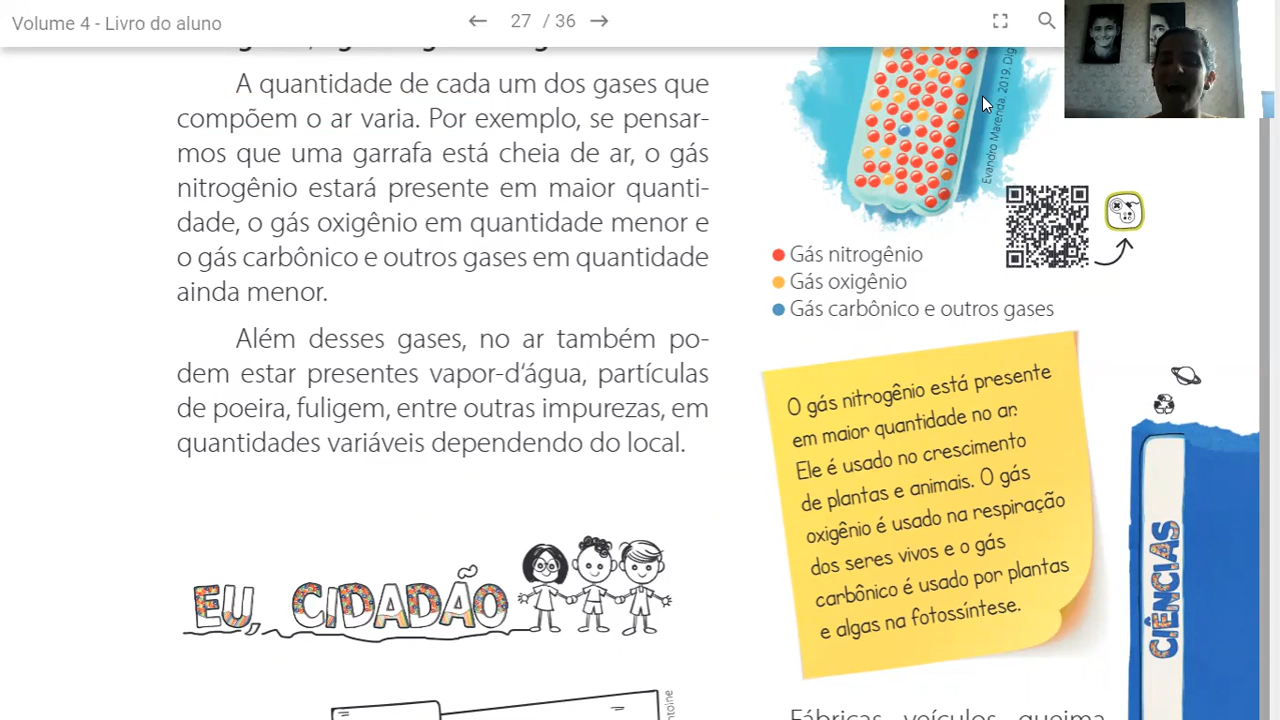 Volume 4 - Livro do aluno
27 / 36
A quantidade de cada um dos gases que
compõem o ar varia. Por exemplo, se pensar-
mos que uma garrafa está cheia de ar, o gás
nitrogênio estará presente em maior quanti-
dade, o gás oxigênio em quantidade menor e
o gás carbônico e outros gases em quantidade
ainda menor.
Além desses gases, no ar também po-
dem estar presentes vapor-d'água, partículas
de poeira, fuligem, entre outras impurezas, em
quantidades variáveis dependendo do local.
EU, CIDADÃO
Evandro Marenda. 2019. Dig
Gás nitrogênio
Gás oxigênio
Gás carbônico e outros gases
O gás nitrogênio está presente
em maior quantidade no ar.
Ele é usado no crescimento
de plantas e animais. O gás
oxigênio é usado na respiração
dos seres vivos e o gás
carbônico é usado por plantas
e algas na fotossíntese.
CIÊNCIAS
Fábricas, veículos, queima